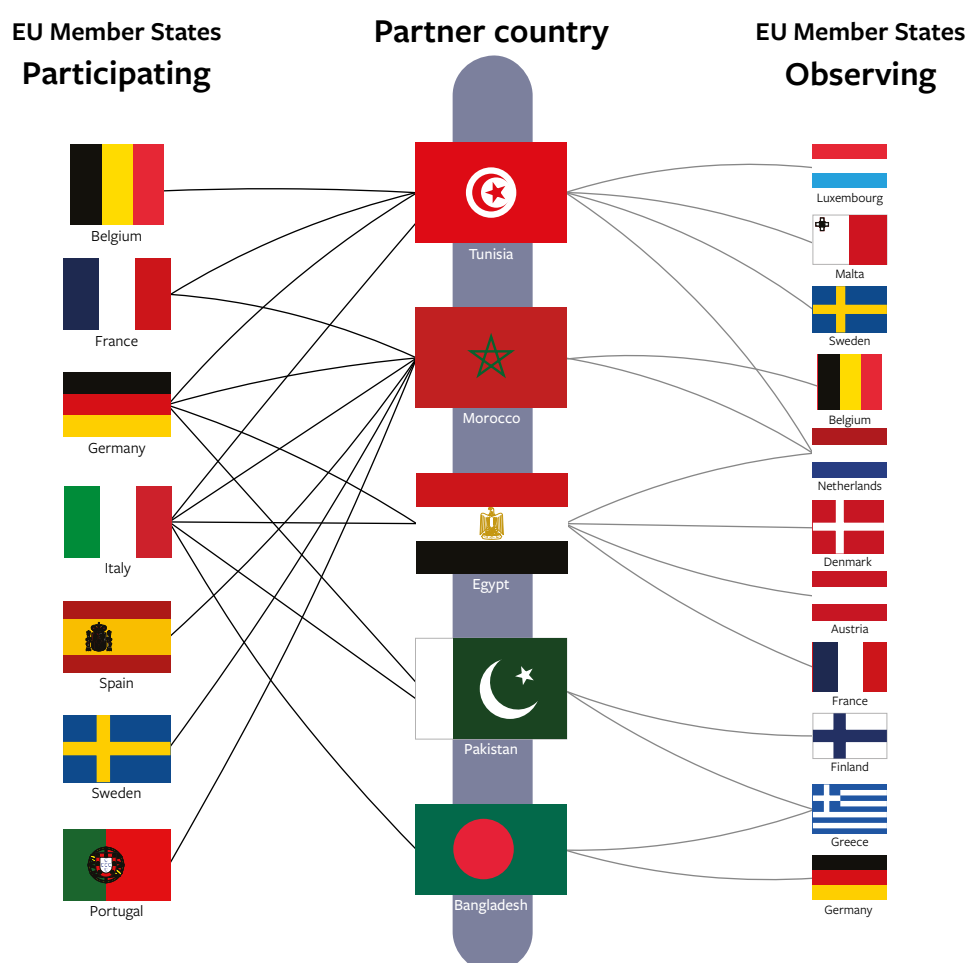 EU Member States
Participating
Partner country
EU Member States
Observing
Belgium
France
Germany
Italy
Spain
Sweden
Portugal
Tunisia
Morocco
Egypt
Pakistan
Bangladesh
Luxembourg
Malta
Sweden
Belgium
Netherlands
Denmark
Austria
France
Finland
Greece
Germany